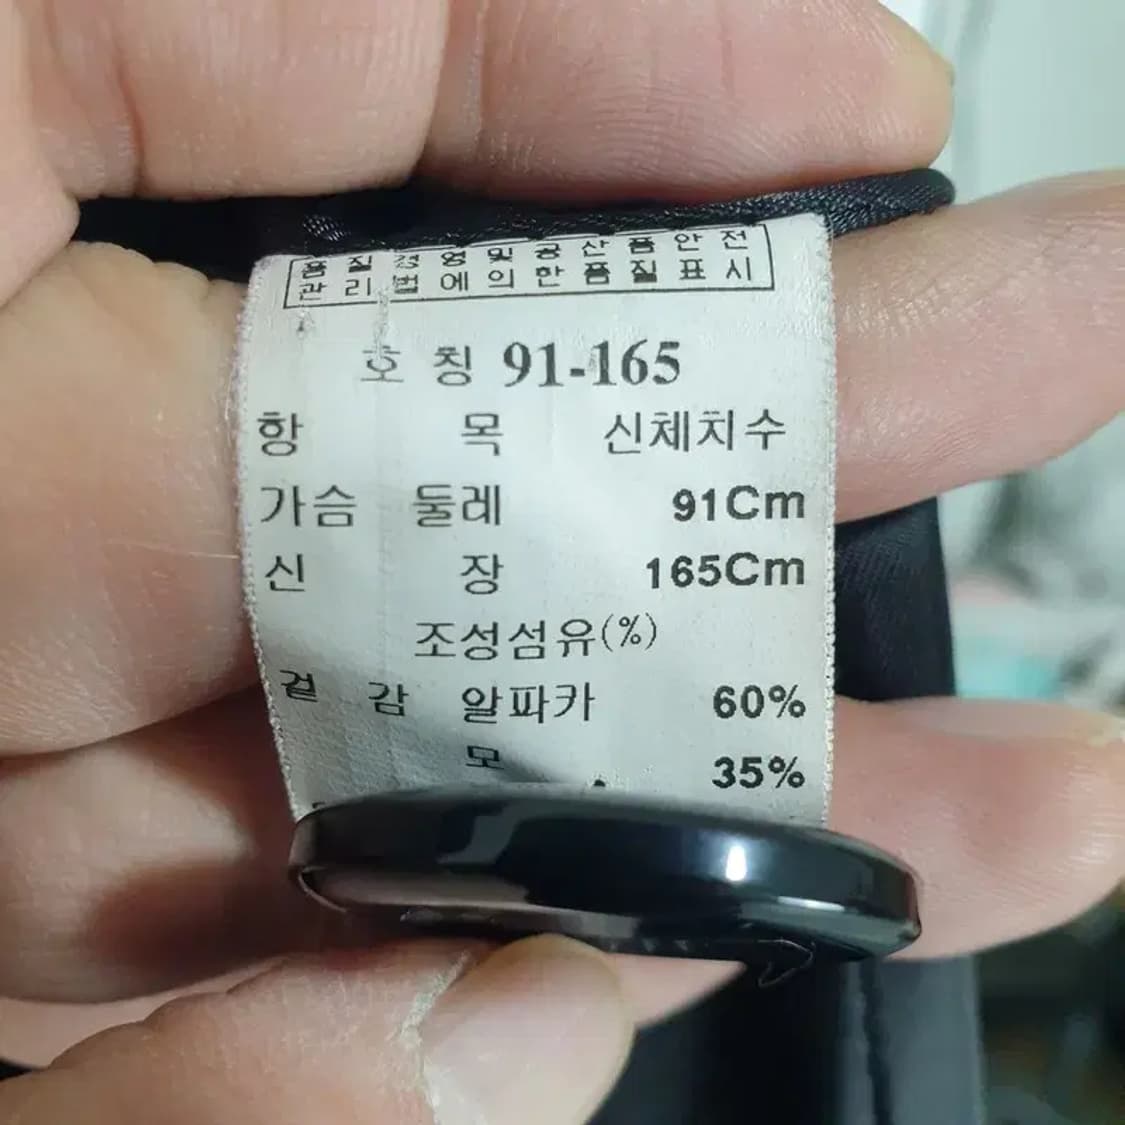 품질경영및공산품안전
관리법에의한품질표시
호 칭 91-165
항 목 신체치수
가슴 둘레 91Cm
신 장 165Cm
조성섬유(%)
겉 감 알파카 60%
모 35%